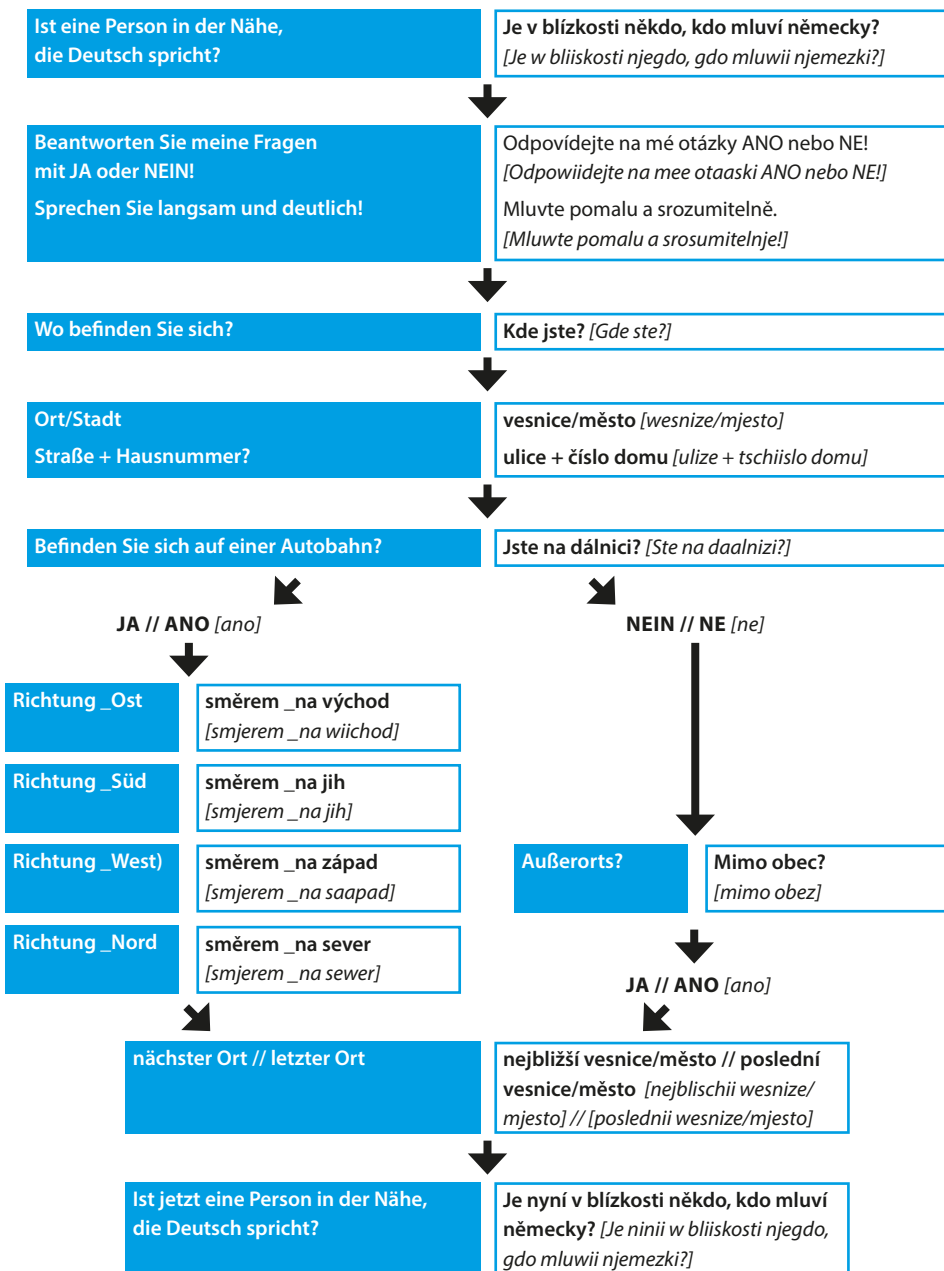 Ist eine Person in der Nähe,
die Deutsch spricht?
Je v blízkosti někdo, kdo mluví německy?
[Je w bliiskosti njegdo, gdo mluwii njemezki?]
Beantworten Sie meine Fragen
mit JA oder NEIN!
Sprechen Sie langsam und deutlich!
Odpovídejte na mé otázky ANO nebo NE!
[Odpowiidejte na mee otaaski ANO nebo NE!]
Mluvte pomalu a srozumitelně.
[Mluwte pomalu a srosumitelnje!]
Wo befinden Sie sich?
Kde jste? [Gde ste?]
Ort/Stadt
Straße + Hausnummer?
vesnice/město [wesnize/mjesto]
ulice + číslo domu [ulize + tschiislo domu]
Befinden Sie sich auf einer Autobahn?
Jste na dálnici? [Ste na daalnizi?]
JA // ANO [ano]
NEIN // NE [ne]
Richtung _Ost
směrem _na východ
[smjerem _na wiichod]
Richtung _Süd
směrem _na jih
[smjerem _na jih]
Richtung _West)
směrem _na západ
[smjerem _na saapad]
Richtung _Nord
směrem _na sever
[smjerem _na sewer]
Außerorts?
Mimo obec?
[mimo obez]
JA // ANO [ano]
nächster Ort // letzter Ort
nejbližší vesnice/město // poslední
vesnice/město [nejblischii wesnize/
mjesto] // [poslednii wesnize/mjesto]
Ist jetzt eine Person in der Nähe,
die Deutsch spricht?
Je nyní v blízkosti někdo, kdo mluví
německy? [Je ninii w bliiskosti njegdo,
gdo mluwii njemezki?]